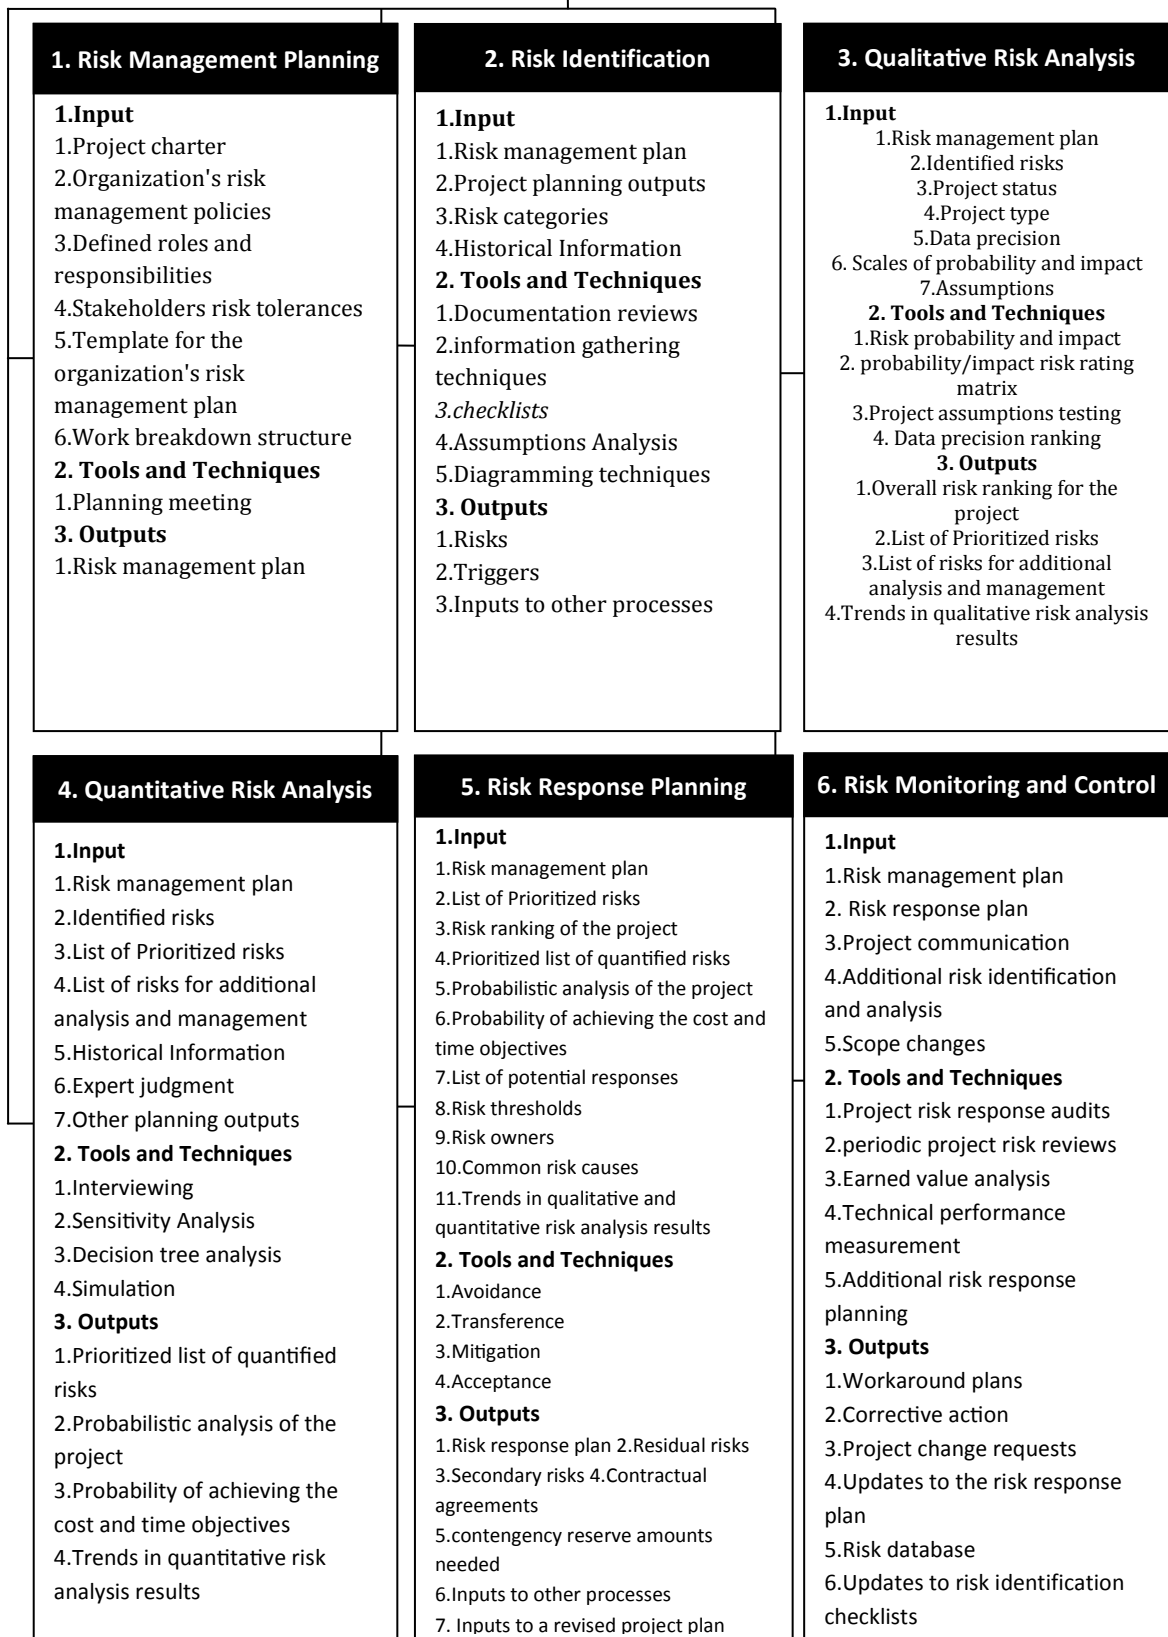 1. Risk Management Planning
1.Input
1.Project charter
2.Organization's risk
management policies
3.Defined roles and
responsibilities
4.Stakeholders risk tolerances
5.Template for the
organization's risk
management plan
6.Work breakdown structure
2. Tools and Techniques
1.Planning meeting
3. Outputs
1.Risk management plan
2. Risk Identification
1.Input
1.Risk management plan
2.Project planning outputs
3.Risk categories
4.Historical Information
2. Tools and Techniques
1.Documentation reviews
2.information gathering
techniques
3.checklists
4.Assumptions Analysis
5.Diagramming techniques
3. Outputs
1.Risks
2.Triggers
3.Inputs to other processes
3. Qualitative Risk Analysis
1.Input
1.Risk management plan
2.Identified risks
3.Project status
4.Project type
5.Data precision
6. Scales of probability and impact
7.Assumptions
2. Tools and Techniques
1.Risk probability and impact
2. probability/impact risk rating
matrix
3.Project assumptions testing
4. Data precision ranking
3. Outputs
1.Overall risk ranking for the
project
2.List of Prioritized risks
3.List of risks for additional
analysis and management
4.Trends in qualitative risk analysis
results
4. Quantitative Risk Analysis
1.Input
1.Risk management plan
2.Identified risks
3.List of Prioritized risks
4.List of risks for additional
analysis and management
5.Historical Information
6.Expert judgment
7.Other planning outputs
2. Tools and Techniques
1.Interviewing
2.Sensitivity Analysis
3.Decision tree analysis
4.Simulation
3. Outputs
1.Prioritized list of quantified
risks
2.Probabilistic analysis of the
project
3.Probability of achieving the
cost and time objectives
4.Trends in quantitative risk
analysis results
5. Risk Response Planning
1.Input
1.Risk management plan
2.List of Prioritized risks
3.Risk ranking of the project
4.Prioritized list of quantified risks
5.Probabilistic analysis of the project
6.Probability of achieving the cost and
time objectives
7.List of potential responses
8.Risk thresholds
9.Risk owners
10.Common risk causes
11.Trends in qualitative and
quantitative risk analysis results
2. Tools and Techniques
1.Avoidance
2.Transference
3.Mitigation
4.Acceptance
3. Outputs
1.Risk response plan 2.Residual risks
3.Secondary risks 4.Contractual
agreements
5.contengency reserve amounts
needed
6.Inputs to other processes
7. Inputs to a revised project plan
6. Risk Monitoring and Control
1.Input
1.Risk management plan
2. Risk response plan
3.Project communication
4.Additional risk identification
and analysis
5.Scope changes
2. Tools and Techniques
1.Project risk response audits
2.periodic project risk reviews
3.Earned value analysis
4.Technical performance
measurement
5.Additional risk response
planning
3. Outputs
1.Workaround plans
2.Corrective action
3.Project change requests
4.Updates to the risk response
plan
5.Risk database
6.Updates to risk identification
checklists